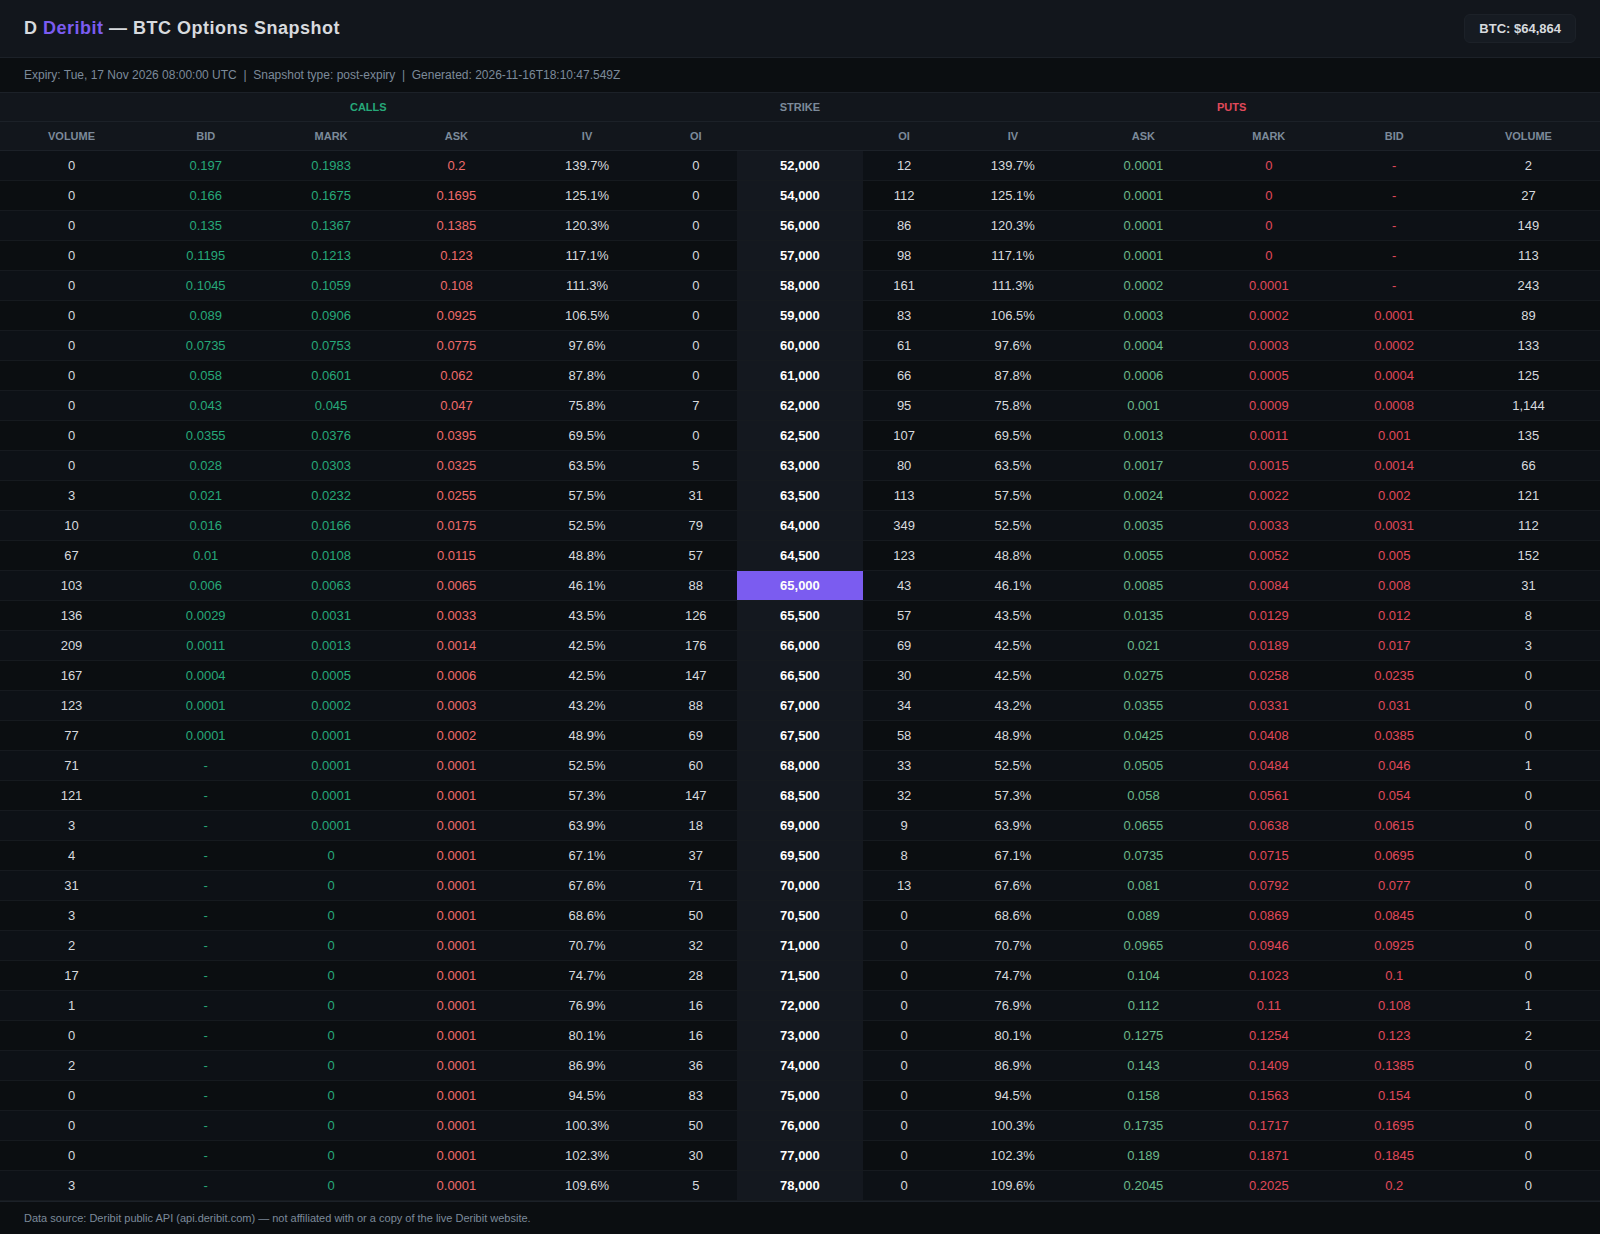 D Deribit — BTC Options Snapshot
BTC: $64,864
Expiry: Tue, 17 Nov 2026 08:00:00 UTC | Snapshot type: post-expiry | Generated: 2026-11-16T18:10:47.549Z
CALLS STRIKE PUTS
VOLUME BID MARK ASK IV OI OI IV ASK MARK BID VOLUME
0 0.197 0.1983 0.2 139.7% 0 52,000 12 139.7% 0.0001 0 - 2
0 0.166 0.1675 0.1695 125.1% 0 54,000 112 125.1% 0.0001 0 - 27
0 0.135 0.1367 0.1385 120.3% 0 56,000 86 120.3% 0.0001 0 - 149
0 0.1195 0.1213 0.123 117.1% 0 57,000 98 117.1% 0.0001 0 - 113
0 0.1045 0.1059 0.108 111.3% 0 58,000 161 111.3% 0.0002 0.0001 - 243
0 0.089 0.0906 0.0925 106.5% 0 59,000 83 106.5% 0.0003 0.0002 0.0001 89
0 0.0735 0.0753 0.0775 97.6% 0 60,000 61 97.6% 0.0004 0.0003 0.0002 133
0 0.058 0.0601 0.062 87.8% 0 61,000 66 87.8% 0.0006 0.0005 0.0004 125
0 0.043 0.045 0.047 75.8% 7 62,000 95 75.8% 0.001 0.0009 0.0008 1,144
0 0.0355 0.0376 0.0395 69.5% 0 62,500 107 69.5% 0.0013 0.0011 0.001 135
0 0.028 0.0303 0.0325 63.5% 5 63,000 80 63.5% 0.0017 0.0015 0.0014 66
3 0.021 0.0232 0.0255 57.5% 31 63,500 113 57.5% 0.0024 0.0022 0.002 121
10 0.016 0.0166 0.0175 52.5% 79 64,000 349 52.5% 0.0035 0.0033 0.0031 112
67 0.01 0.0108 0.0115 48.8% 57 64,500 123 48.8% 0.0055 0.0052 0.005 152
103 0.006 0.0063 0.0065 46.1% 88 65,000 43 46.1% 0.0085 0.0084 0.008 31
136 0.0029 0.0031 0.0033 43.5% 126 65,500 57 43.5% 0.0135 0.0129 0.012 8
209 0.0011 0.0013 0.0014 42.5% 176 66,000 69 42.5% 0.021 0.0189 0.017 3
167 0.0004 0.0005 0.0006 42.5% 147 66,500 30 42.5% 0.0275 0.0258 0.0235 0
123 0.0001 0.0002 0.0003 43.2% 88 67,000 34 43.2% 0.0355 0.0331 0.031 0
77 0.0001 0.0001 0.0002 48.9% 69 67,500 58 48.9% 0.0425 0.0408 0.0385 0
71 - 0.0001 0.0001 52.5% 60 68,000 33 52.5% 0.0505 0.0484 0.046 1
121 - 0.0001 0.0001 57.3% 147 68,500 32 57.3% 0.058 0.0561 0.054 0
3 - 0.0001 0.0001 63.9% 18 69,000 9 63.9% 0.0655 0.0638 0.0615 0
4 - 0 0.0001 67.1% 37 69,500 8 67.1% 0.0735 0.0715 0.0695 0
31 - 0 0.0001 67.6% 71 70,000 13 67.6% 0.081 0.0792 0.077 0
3 - 0 0.0001 68.6% 50 70,500 0 68.6% 0.089 0.0869 0.0845 0
2 - 0 0.0001 70.7% 32 71,000 0 70.7% 0.0965 0.0946 0.0925 0
17 - 0 0.0001 74.7% 28 71,500 0 74.7% 0.104 0.1023 0.1 0
1 - 0 0.0001 76.9% 16 72,000 0 76.9% 0.112 0.11 0.108 1
0 - 0 0.0001 80.1% 16 73,000 0 80.1% 0.1275 0.1254 0.123 2
2 - 0 0.0001 86.9% 36 74,000 0 86.9% 0.143 0.1409 0.1385 0
0 - 0 0.0001 94.5% 83 75,000 0 94.5% 0.158 0.1563 0.154 0
0 - 0 0.0001 100.3% 50 76,000 0 100.3% 0.1735 0.1717 0.1695 0
0 - 0 0.0001 102.3% 30 77,000 0 102.3% 0.189 0.1871 0.1845 0
3 - 0 0.0001 109.6% 5 78,000 0 109.6% 0.2045 0.2025 0.2 0
Data source: Deribit public API (api.deribit.com) — not affiliated with or a copy of the live Deribit website.